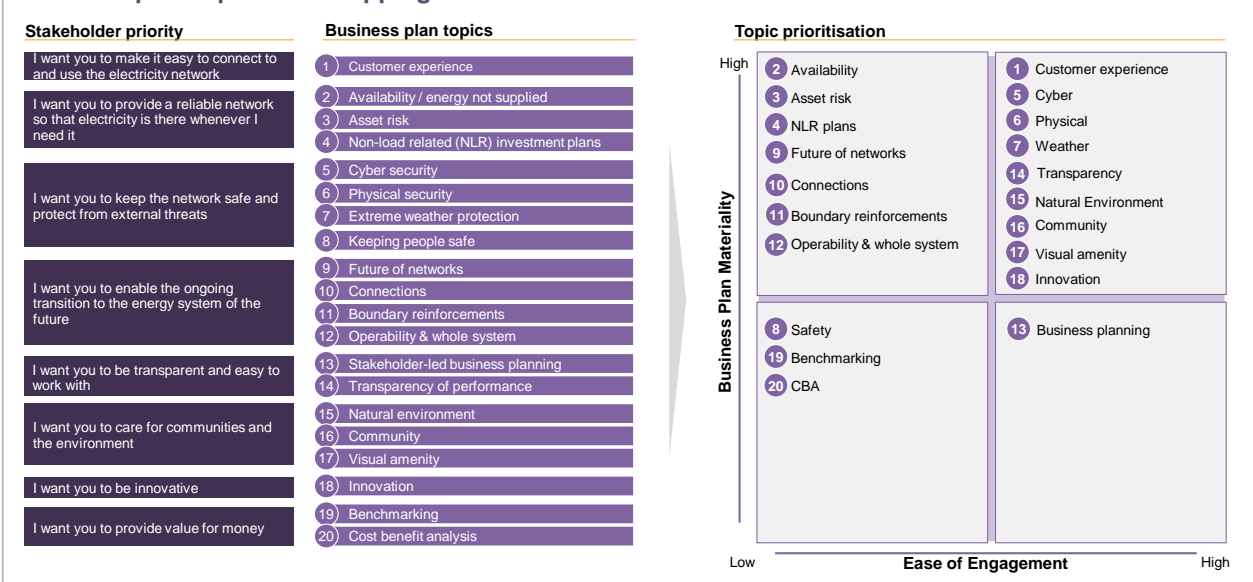 Stakeholder priority
I want you to make it easy to connect to
and use the electricity network
I want you to provide a reliable network
so that electricity is there whenever I
need it
I want you to keep the network safe and
protect from external threats
I want you to enable the ongoing
transition to the energy system of the
future
I want you to be transparent and easy to
work with
I want you to care for communities and
the environment
I want you to be innovative
I want you to provide value for money
Business plan topics
1 Customer experience
2 Availability / energy not supplied
3 Asset risk
4 Non-load related (NLR) investment plans
5 Cyber security
6 Physical security
7 Extreme weather protection
8 Keeping people safe
9 Future of networks
10 Connections
11 Boundary reinforcements
12 Operability & whole system
13 Stakeholder-led business planning
14 Transparency of performance
15 Natural environment
16 Community
17 Visual amenity
18 Innovation
19 Benchmarking
20 Cost benefit analysis
Topic prioritisation
High
Business Plan Materiality
2 Availability
3 Asset risk
4 NLR plans
9 Future of networks
10 Connections
11 Boundary reinforcements
12 Operability & whole system
1 Customer experience
5 Cyber
6 Physical
7 Weather
14 Transparency
15 Natural Environment
16 Community
17 Visual amenity
18 Innovation
8 Safety
19 Benchmarking
20 CBA
13 Business planning
Low
Ease of Engagement
High